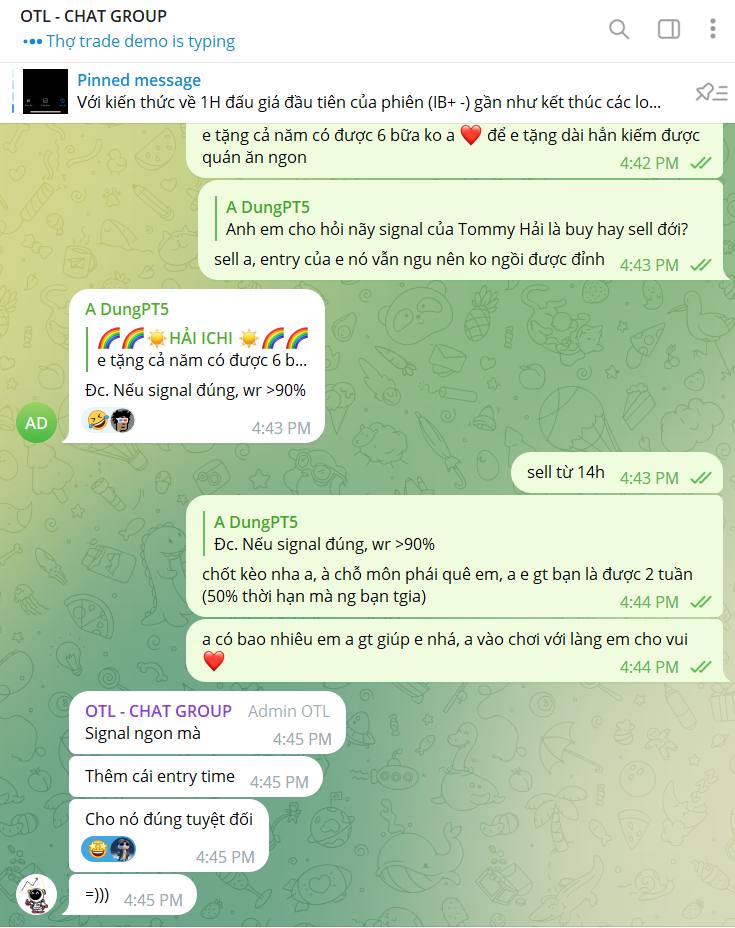 OTL - CHAT GROUP
Thợ trade demo is typing
Pinned message
Với kiến thức về 1H đấu giá đầu tiên của phiên (IB+ -) gần như kết thúc các lo...
e tặng cả năm có được 6 bữa ko a ❤️ để e tặng dài hẳn kiếm được
quán ăn ngon
4:42 PM
A DungPT5
Anh em cho hỏi nãy signal của Tommy Hải là buy hay sell đới?
sell a, entry của e nó vẫn ngu nên ko ngồi được đỉnh
4:43 PM
A DungPT5
🌈🌈☀️HẢI ICHI ☀️🌈🌈
e tặng cả năm có được 6 b...
Đc. Nếu signal đúng, wr >90%
AD
4:43 PM
sell từ 14h
4:43 PM
A DungPT5
Đc. Nếu signal đúng, wr >90%
chốt kèo nha a, à chỗ môn phái quê em, a e gt bạn là được 2 tuần
(50% thời hạn mà ng bạn tgia)
4:44 PM
a có bao nhiêu em a gt giúp e nhá, a vào chơi với làng em cho vui
❤️
4:44 PM
OTL - CHAT GROUP Admin OTL
Signal ngon mà
4:45 PM
Thêm cái entry time
4:45 PM
Cho nó đúng tuyệt đối
4:45 PM
=)))
4:45 PM